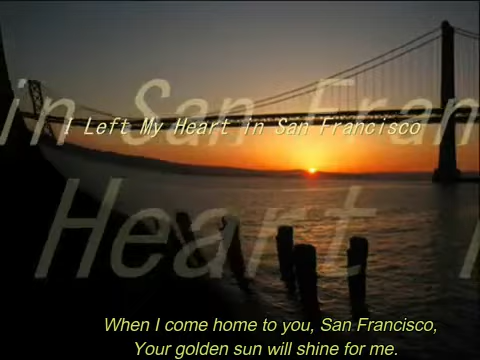 in San Fran
I Left My Heart in San Francisco
Heart
When I come home to you, San Francisco,
Your golden sun will shine for me.